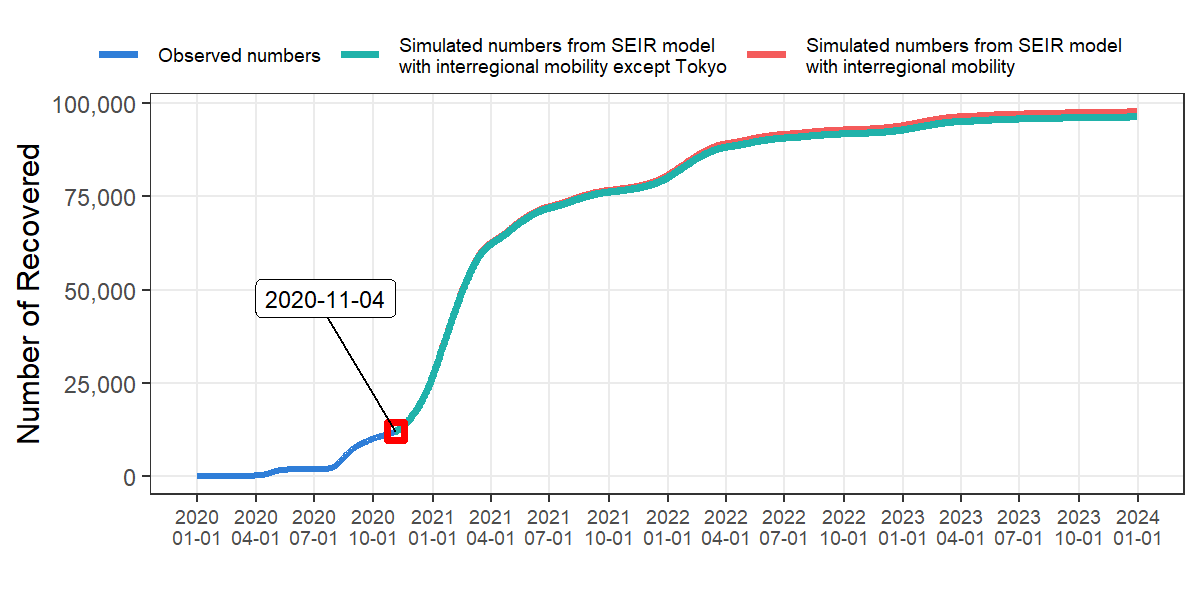 Observed numbers
Simulated numbers from SEIR model
with interregional mobility except Tokyo
Simulated numbers from SEIR model
with interregional mobility
Number of Recovered
100,000
75,000
50,000
25,000
0
2020-11-04
2020 2020 2020 2020 2021 2021 2021 2021 2022 2022 2022 2022 2023 2023 2023 2023 2024
01-01 04-01 07-01 10-01 01-01 04-01 07-01 10-01 01-01 04-01 07-01 10-01 01-01 04-01 07-01 10-01 01-01